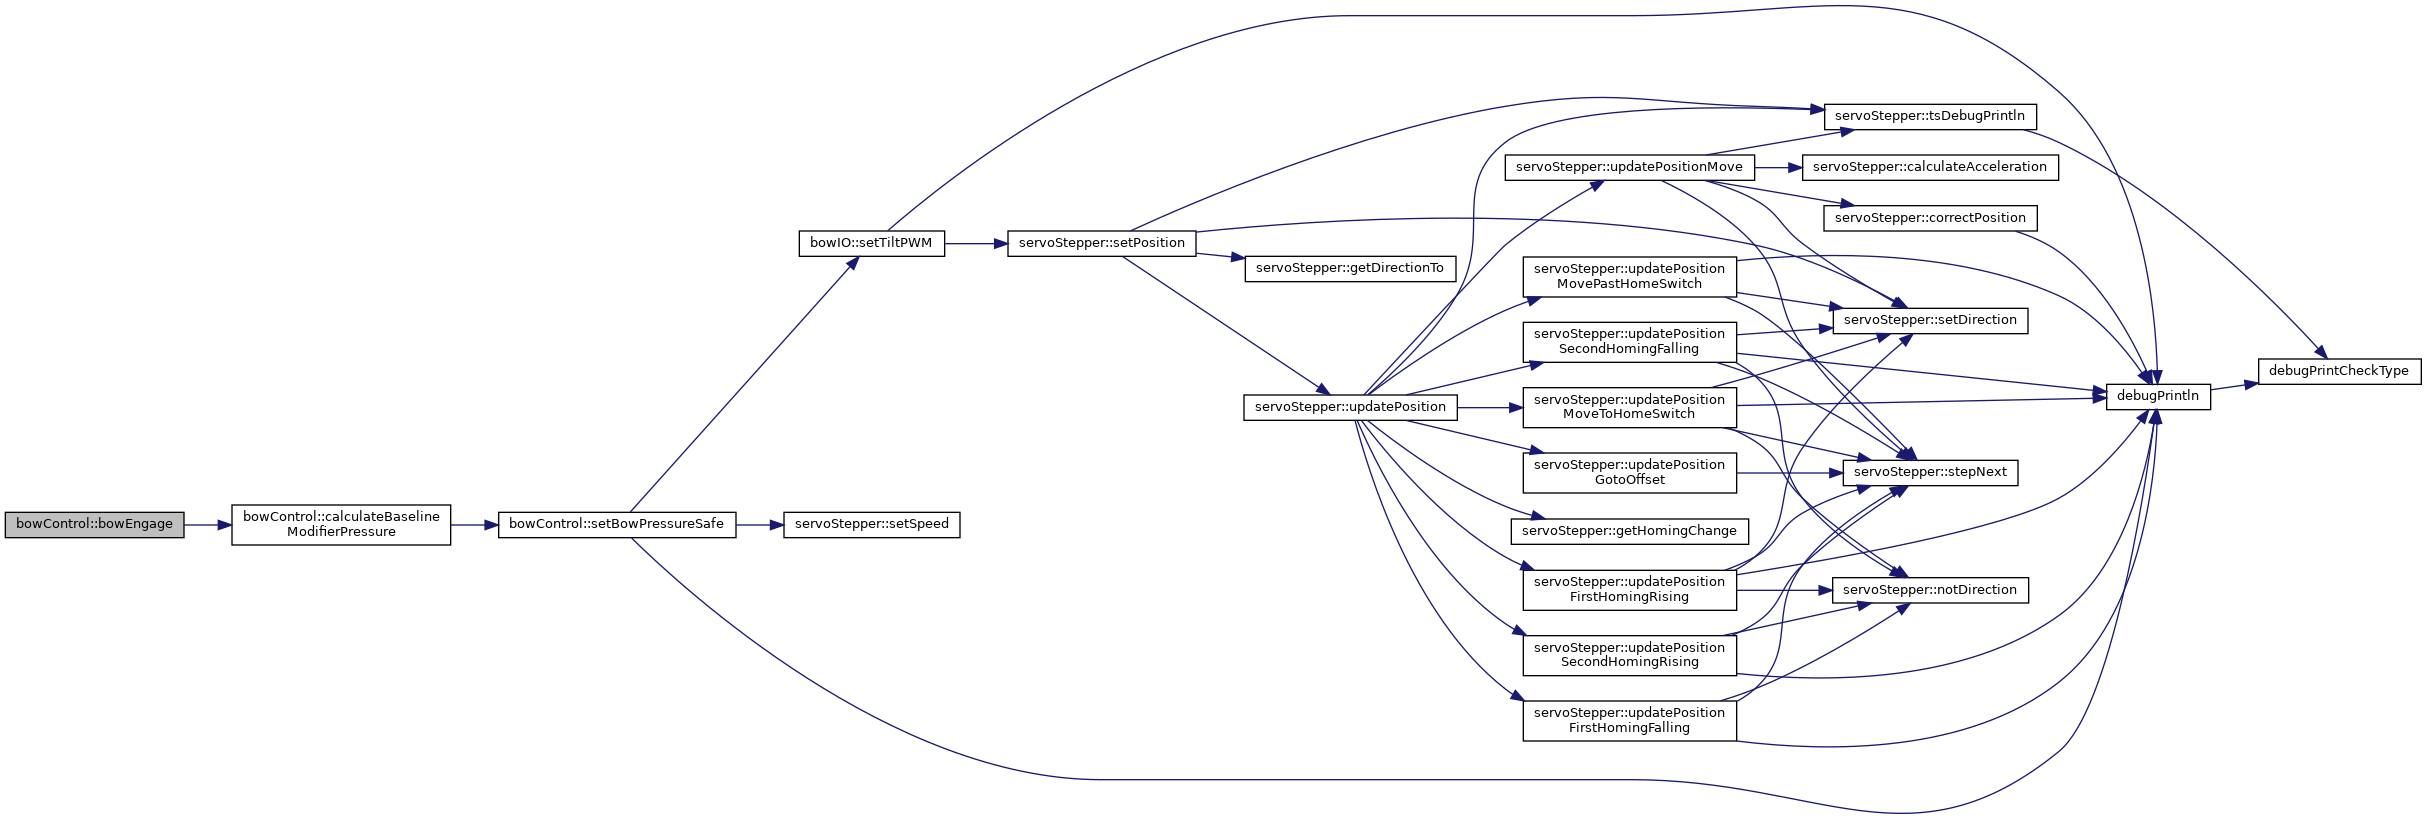 bowControl::bowEngage
bowControl::calculateBaseline
ModifierPressure
bowControl::setBowPressureSafe
bowIO::setTiltPWM
servoStepper::setSpeed
servoStepper::setPosition
servoStepper::getDirectionTo
servoStepper::updatePosition
servoStepper::updatePositionMove
servoStepper::updatePosition
MovePastHomeSwitch
servoStepper::updatePosition
SecondHomingFalling
servoStepper::updatePosition
MoveToHomeSwitch
servoStepper::updatePosition
GotoOffset
servoStepper::getHomingChange
servoStepper::updatePosition
FirstHomingRising
servoStepper::updatePosition
SecondHomingRising
servoStepper::updatePosition
FirstHomingFalling
servoStepper::tsDebugPrintln
servoStepper::calculateAcceleration
servoStepper::correctPosition
servoStepper::setDirection
servoStepper::stepNext
servoStepper::notDirection
debugPrintln
debugPrintCheckType